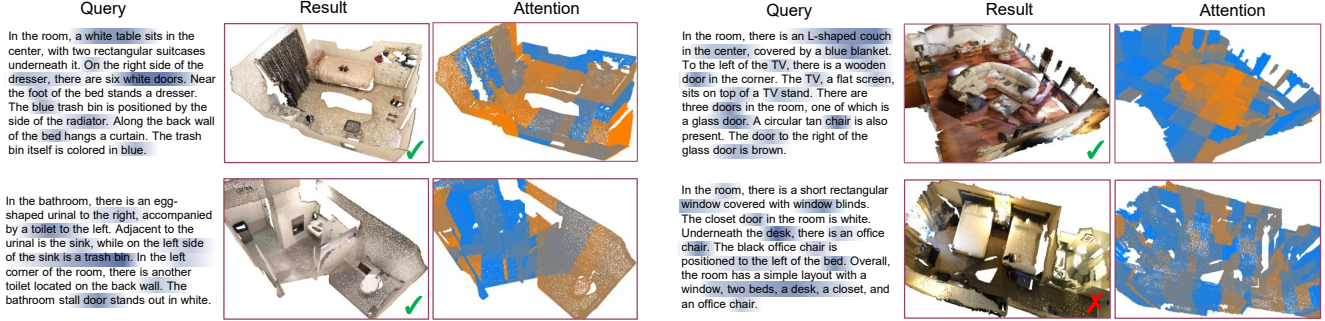 Query Result Attention
In the room, a white table sits in the
center, with two rectangular suitcases
underneath it. On the right side of the
dresser, there are six white doors. Near
the foot of the bed stands a dresser.
The blue trash bin is positioned by the
side of the radiator. Along the back wall
of the bed hangs a curtain. The trash
bin itself is colored in blue.
In the bathroom, there is an egg-
shaped urinal to the right, accompanied
by a toilet to the left. Adjacent to the
urinal is the sink, while on the left side
of the sink is a trash bin. In the left
corner of the room, there is another
toilet located on the back wall. The
bathroom stall door stands out in white.
Query Result Attention
In the room, there is an L-shaped couch
in the center, covered by a blue blanket.
To the left of the TV, there is a wooden
door in the corner. The TV, a flat screen,
sits on top of a TV stand. There are
three doors in the room, one of which is
a glass door. A circular tan chair is also
present. The door to the right of the
glass door is brown.
In the room, there is a short rectangular
window covered with window blinds.
The closet door in the room is white.
Underneath the desk, there is an office
chair. The black office chair is
positioned to the left of the bed. Overall,
the room has a simple layout with a
window, two beds, a desk, a closet, and
an office chair.